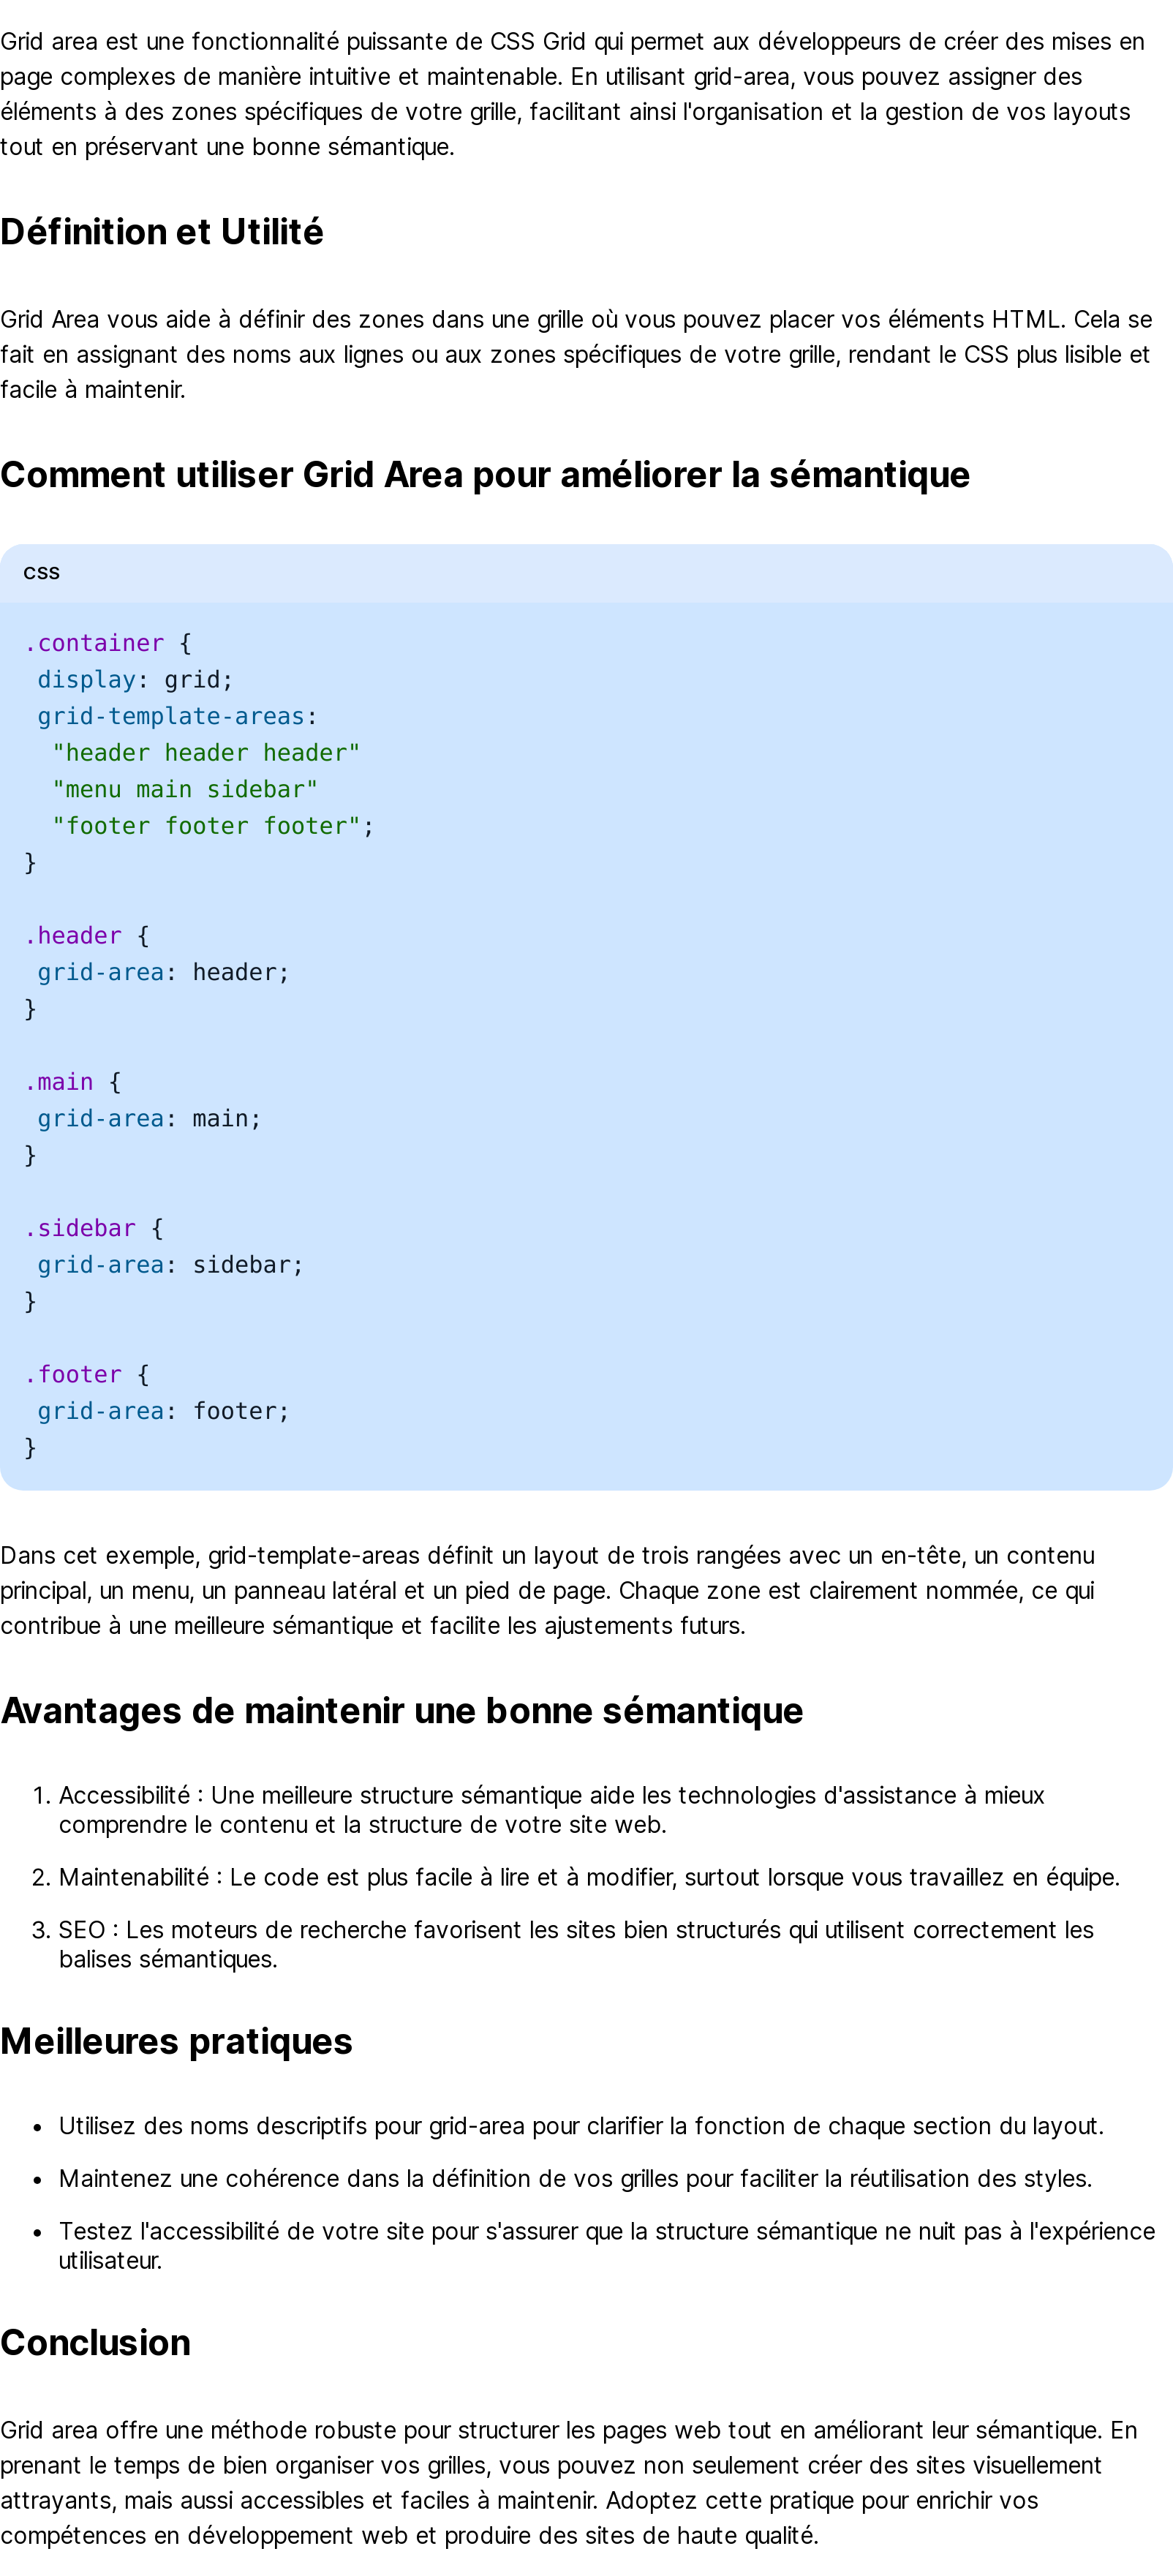 Grid area est une fonctionnalité puissante de CSS Grid qui permet aux développeurs de créer des mises en
page complexes de manière intuitive et maintenable. En utilisant grid-area, vous pouvez assigner des
éléments à des zones spécifiques de votre grille, facilitant ainsi l'organisation et la gestion de vos layouts
tout en préservant une bonne sémantique.
Définition et Utilité
Grid Area vous aide à définir des zones dans une grille où vous pouvez placer vos éléments HTML. Cela se
fait en assignant des noms aux lignes ou aux zones spécifiques de votre grille, rendant le CSS plus lisible et
facile à maintenir.
Comment utiliser Grid Area pour améliorer la sémantique
css
.container {
 display: grid;
 grid-template-areas:
  "header header header"
  "menu main sidebar"
  "footer footer footer";
}
.header {
 grid-area: header;
}
.main {
 grid-area: main;
}
.sidebar {
 grid-area: sidebar;
}
.footer {
 grid-area: footer;
}
Dans cet exemple, grid-template-areas définit un layout de trois rangées avec un en-tête, un contenu
principal, un menu, un panneau latéral et un pied de page. Chaque zone est clairement nommée, ce qui
contribue à une meilleure sémantique et facilite les ajustements futurs.
Avantages de maintenir une bonne sémantique
1. Accessibilité : Une meilleure structure sémantique aide les technologies d'assistance à mieux
comprendre le contenu et la structure de votre site web.
2. Maintenabilité : Le code est plus facile à lire et à modifier, surtout lorsque vous travaillez en équipe.
3. SEO : Les moteurs de recherche favorisent les sites bien structurés qui utilisent correctement les
balises sémantiques.
Meilleures pratiques
• Utilisez des noms descriptifs pour grid-area pour clarifier la fonction de chaque section du layout.
• Maintenez une cohérence dans la définition de vos grilles pour faciliter la réutilisation des styles.
• Testez l'accessibilité de votre site pour s'assurer que la structure sémantique ne nuit pas à l'expérience
utilisateur.
Conclusion
Grid area offre une méthode robuste pour structurer les pages web tout en améliorant leur sémantique. En
prenant le temps de bien organiser vos grilles, vous pouvez non seulement créer des sites visuellement
attrayants, mais aussi accessibles et faciles à maintenir. Adoptez cette pratique pour enrichir vos
compétences en développement web et produire des sites de haute qualité.